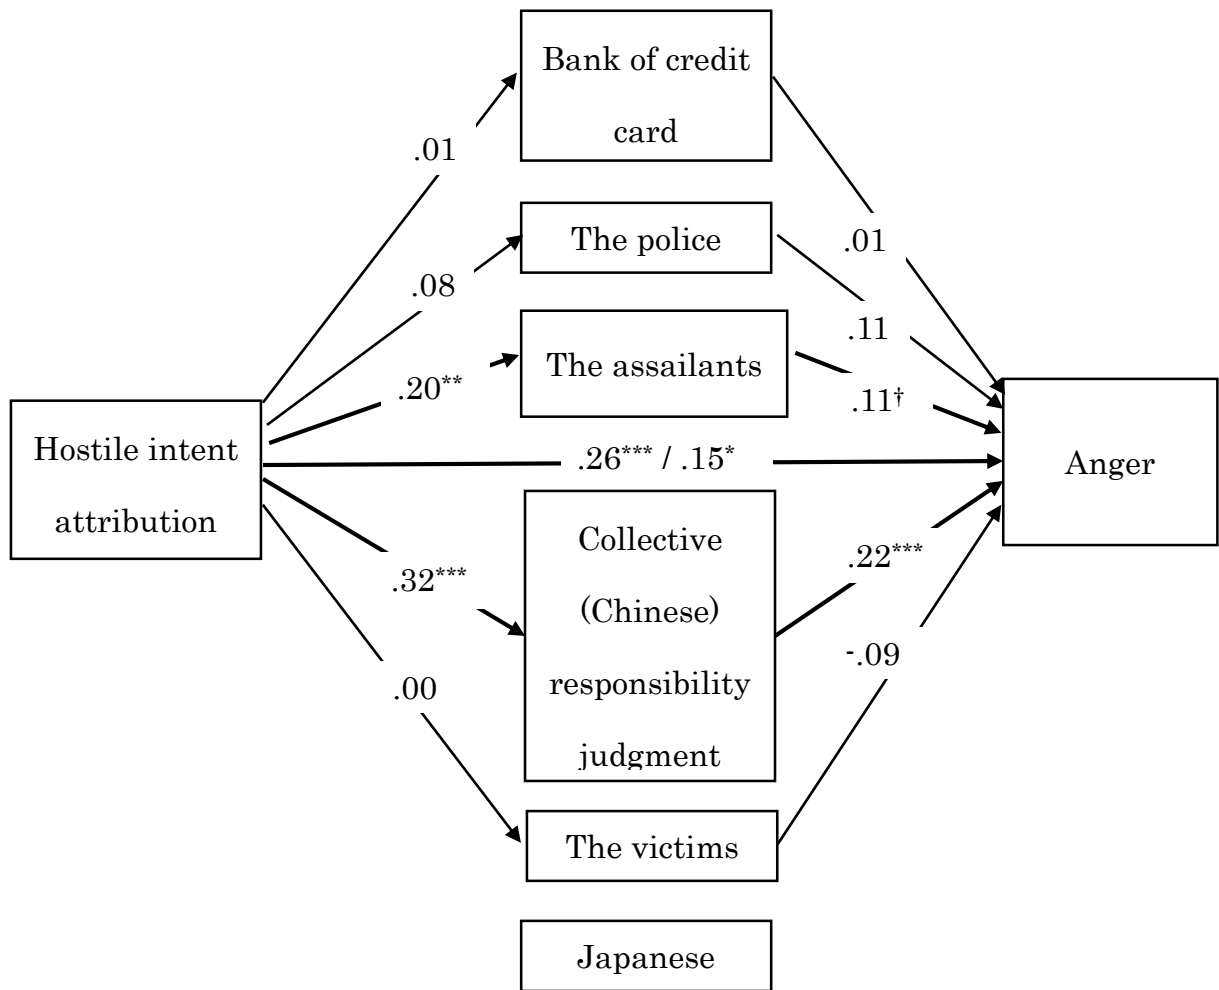 Bank of credit
card
.01
The police
.01
.08
.11
The assailants
.20**
.11†
Hostile intent
attribution
.26*** / .15*
Anger
Collective
(Chinese)
responsibility
judgment
.32***
.22***
-.09
.00
The victims
Japanese